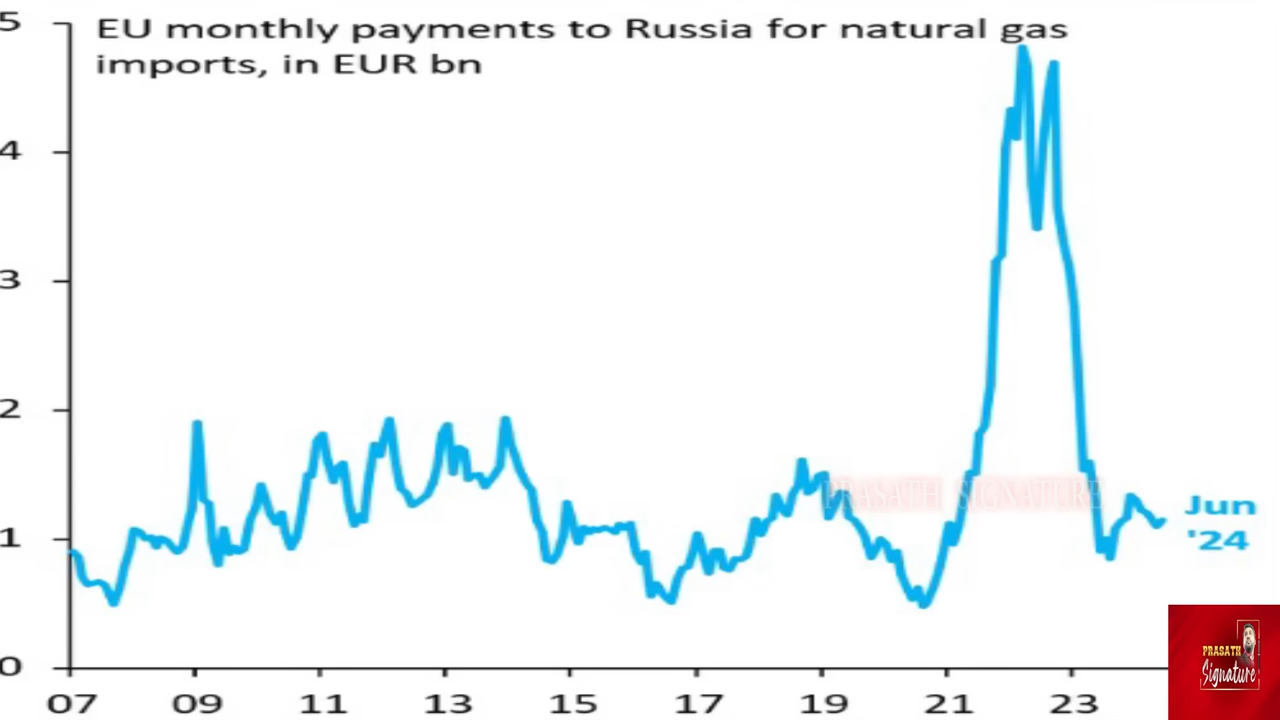 EU monthly payments to Russia for natural gas
imports, in EUR bn
5
4
3
2
1
0
07 09 11 13 15 17 19 21 23
PRASATH SIGNATURE
Jun
'24
PRASATH
Signature